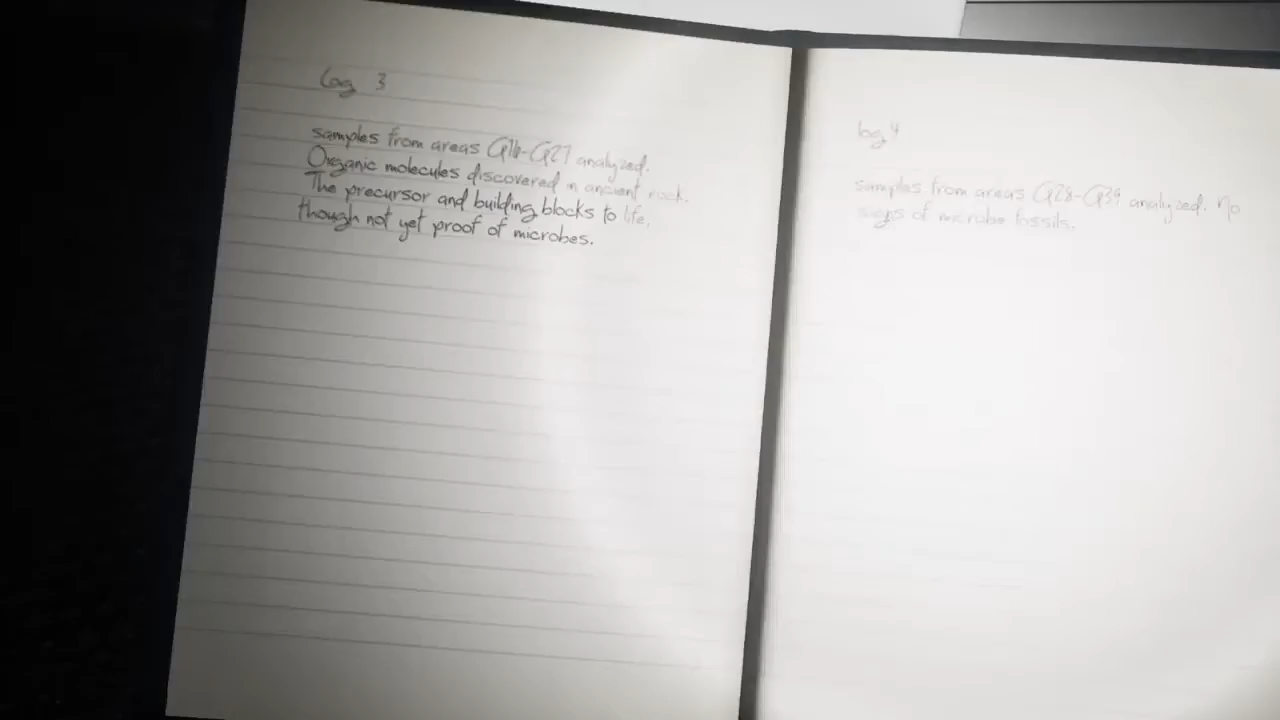 Log 3
samples from areas G16-G27 analyzed.
Organic molecules discovered in ancient rock.
The precursor and building blocks to life,
though not yet proof of microbes.
log 4
samples from areas G28-G39 analyzed. No
signs of microbe fossils.